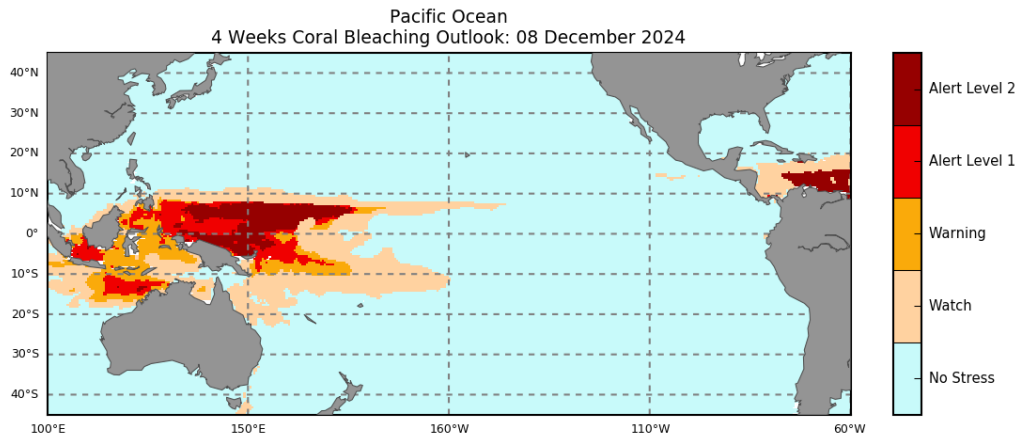 Pacific Ocean
4 Weeks Coral Bleaching Outlook: 08 December 2024
40°N
30°N
20°N
10°N
0°
10°S
20°S
30°S
40°S
100°E
150°E
160°W
110°W
60°W
Alert Level 2
Alert Level 1
Warning
Watch
No Stress